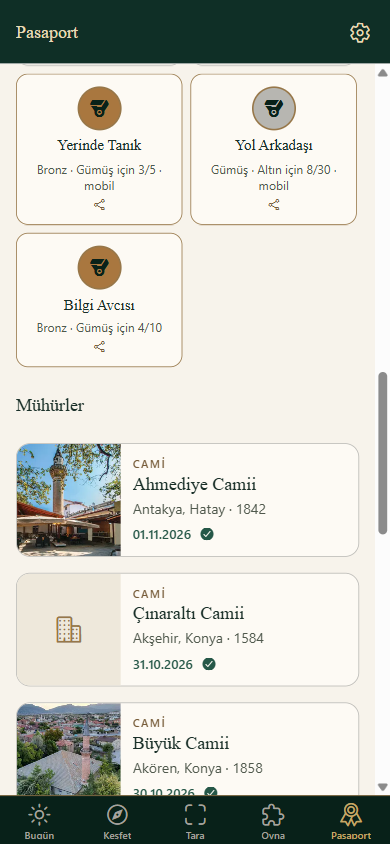 Pasaport
Yerinde Tanık
Bronz · Gümüş için 3/5 ·
mobil
Yol Arkadaşı
Gümüş · Altın için 8/30 ·
mobil
Bilgi Avcısı
Bronz · Gümüş için 4/10
Mühürler
CAMİ
Ahmediye Camii
Antakya, Hatay · 1842
01.11.2026
CAMİ
Çınaraltı Camii
Akşehir, Konya · 1584
31.10.2026
CAMİ
Büyük Camii
Akören, Konya · 1858
30.10.2026
Bugün
Keşfet
Tara
Oyna
Pasaport